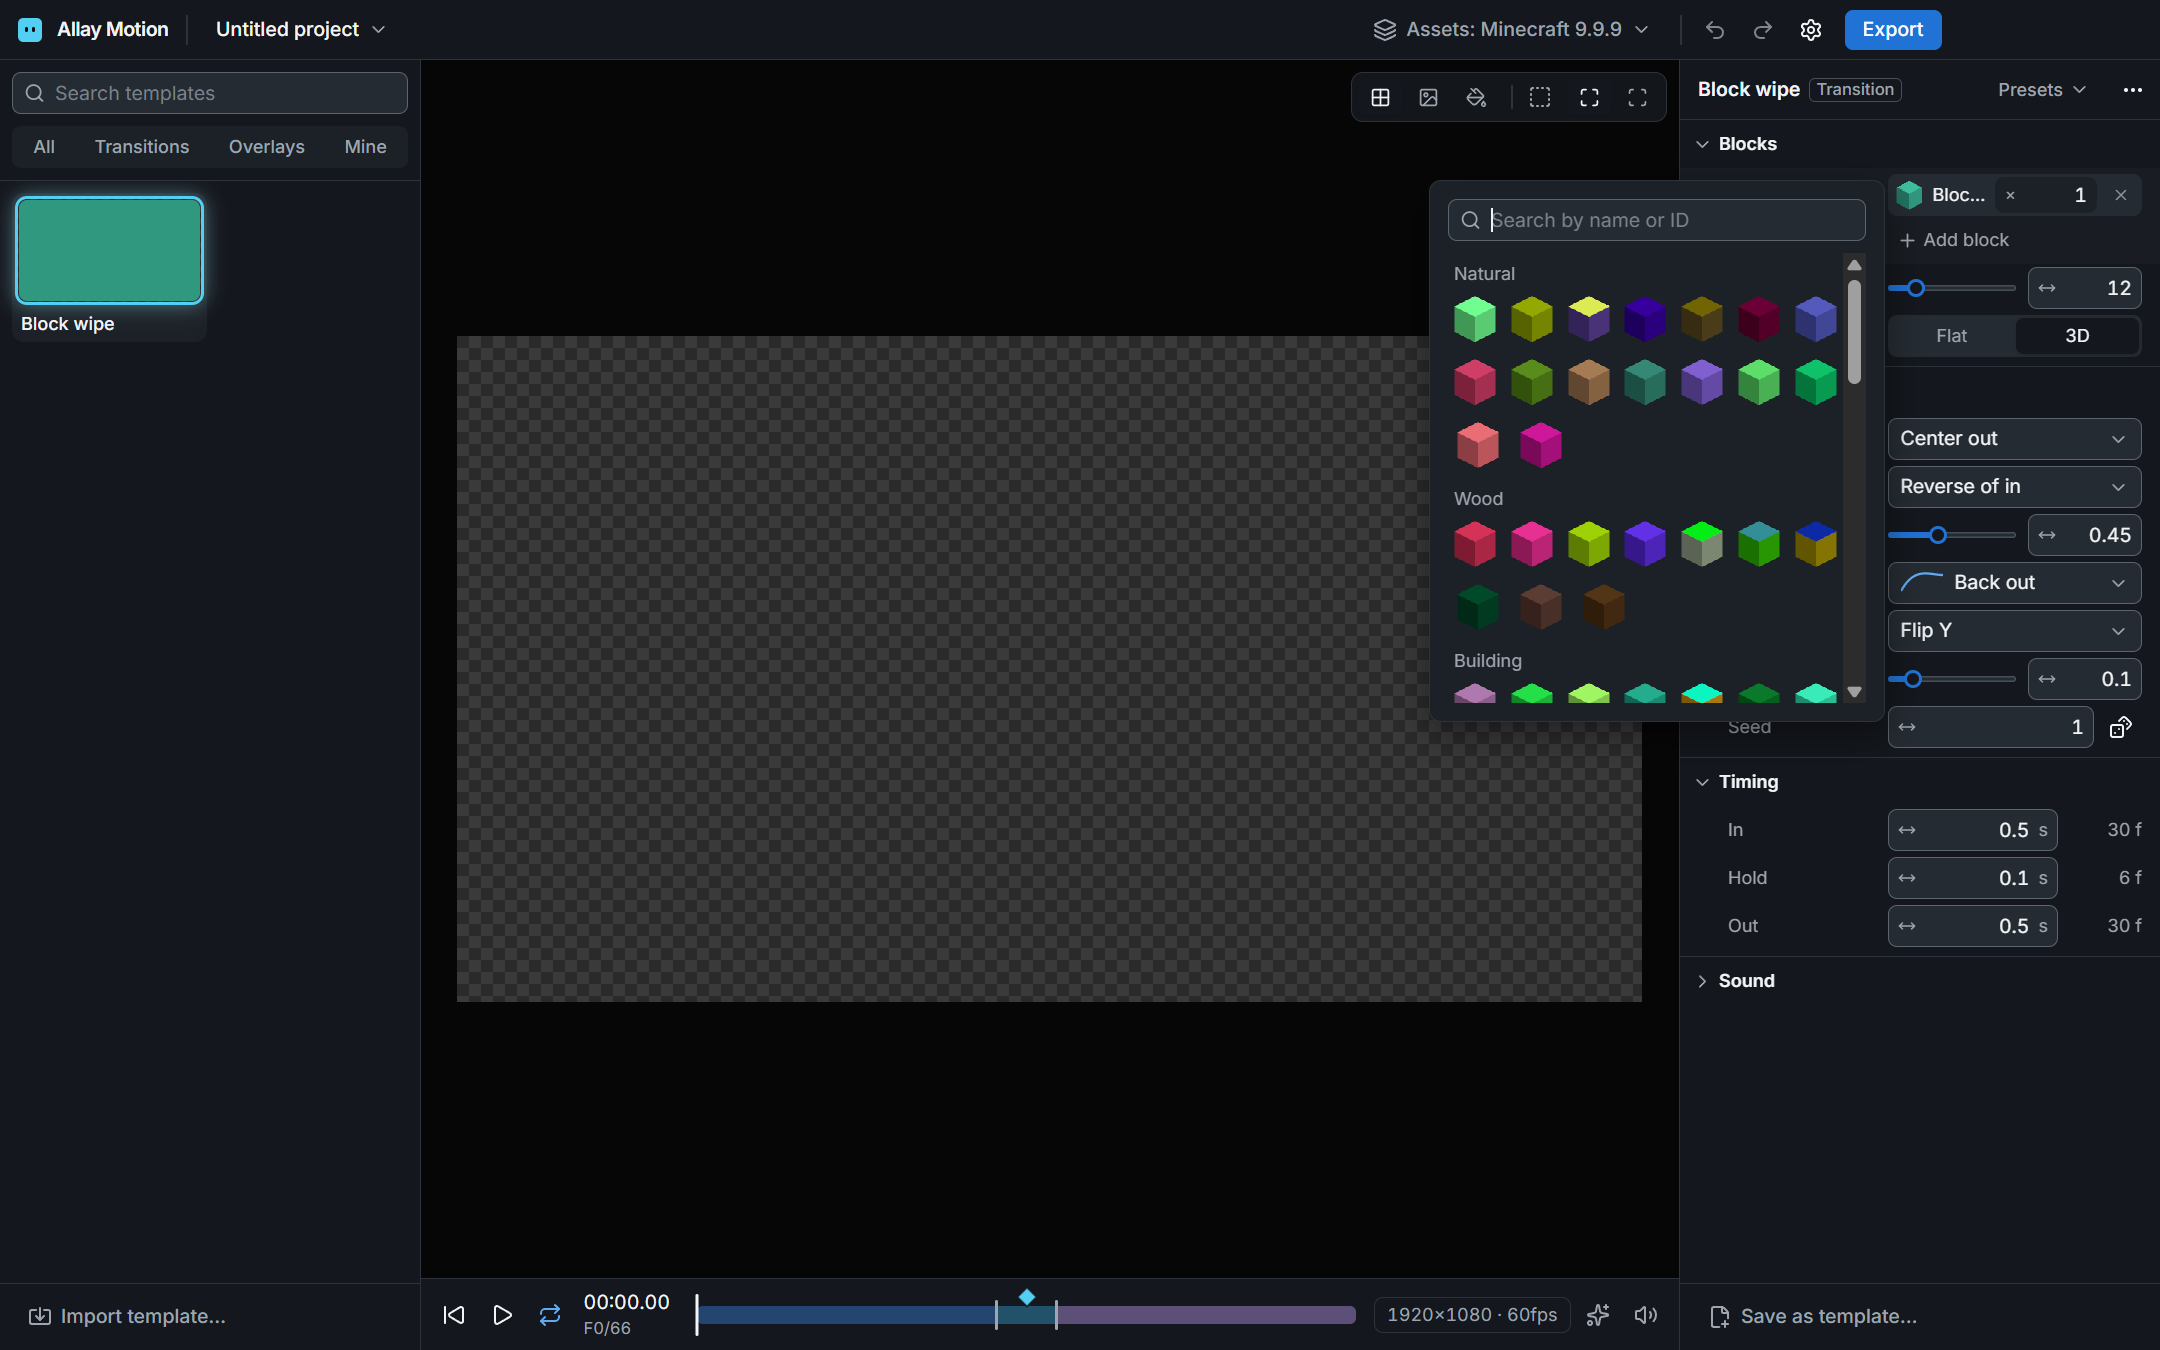 Allay Motion
Untitled project
Assets: Minecraft 9.9.9
Export
Search templates
All
Transitions
Overlays
Mine
Block wipe
Import template...
Search by name or ID
Natural
Wood
Building
Block wipe
Transition
Presets
Blocks
Bloc...
×
1
Add block
12
Flat
3D
Center out
Reverse of in
0.45
Back out
Flip Y
0.1
Seed
1
Timing
In
0.5 s
30 f
Hold
0.1 s
6 f
Out
0.5 s
30 f
Sound
00:00.00
F0/66
1920×1080 · 60fps
Save as template...